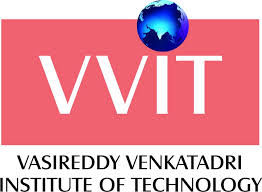 VVIT
VASIREDDY VENKATADRI
INSTITUTE OF TECHNOLOGY